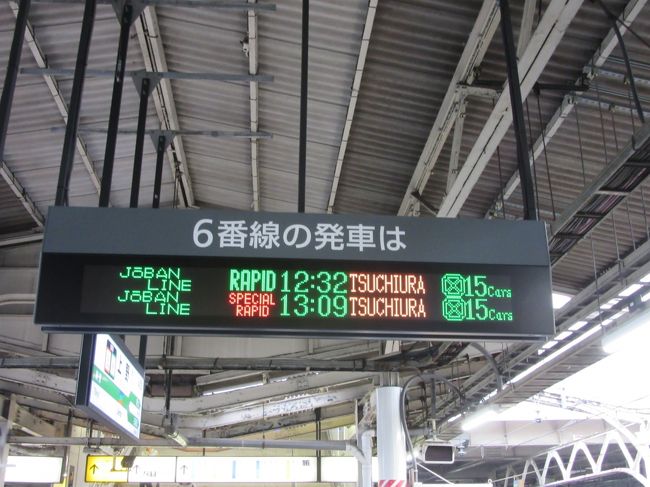 6番線の発車は
JōBAN LINE RAPID 12:32 TSUCHIURA 15Cars
JōBAN LINE SPECIAL RAPID 13:09 TSUCHIURA 15Cars